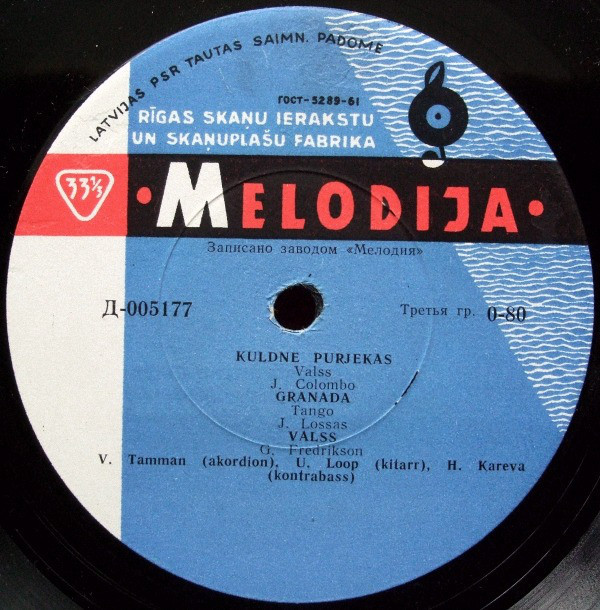 LATVIJAS PSR TAUTAS SAIMN. PADOME
ГОСТ-5289-61
RĪGAS SKAŅU IERAKSTU
UN SKAŅUPLAŠU FABRIKA
33⅓
·MELODIJA·
Записано заводом «Мелодия»
Д-005177
Третья гр. 0-80
KULDNE PURJEKAS
Valss
J. Colombo
GRANADA
Tango
J. Lossas
VALSS
G. Fredrikson
V. Tamman (akordion), U. Loop (kitarr), H. Kareva
(kontrabass)